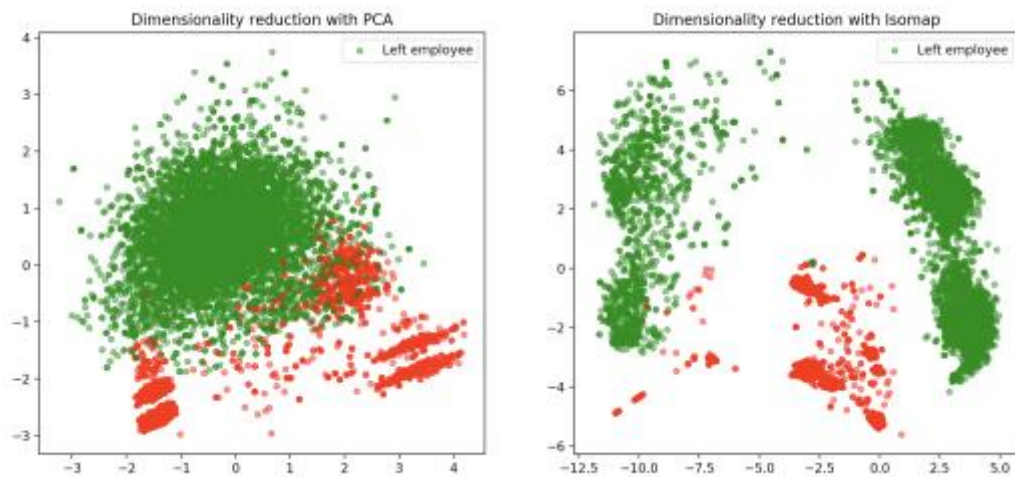 Dimensionality reduction with PCA
Left employee
4
3
2
1
0
−1
−2
−3
−3 −2 −1 0 1 2 3 4
Dimensionality reduction with Isomap
Left employee
6
4
2
0
−2
−4
−6
−12.5 −10.0 −7.5 −5.0 −2.5 0.0 2.5 5.0